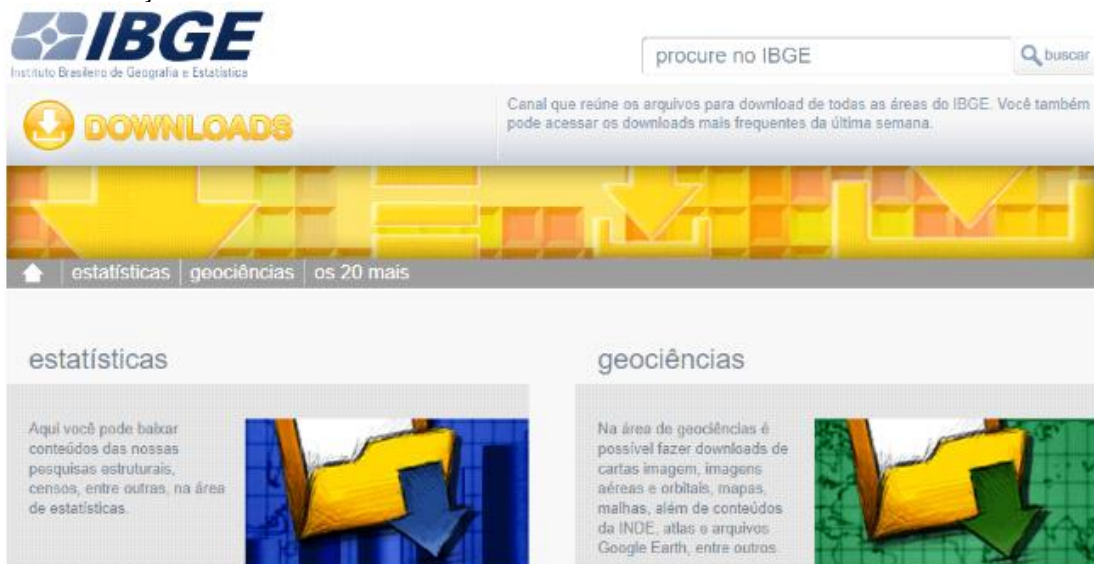 IBGE
Instituto Brasileiro de Geografia e Estatística
procure no IBGE
buscar
DOWNLOADS
Canal que reúne os arquivos para download de todas as áreas do IBGE. Você também
pode acessar os downloads mais frequentes da última semana.
estatísticas
geociências
os 20 mais
estatísticas
Aqui você pode baixar
conteúdos das nossas
pesquisas estruturais,
censos, entre outras, na área
de estatísticas.
geociências
Na área de geociências é
possível fazer downloads de
cartas imagem, imagens
aéreas e orbitais, mapas,
malhas, além de conteúdos
da INDE, atlas e arquivos
Google Earth, entre outros.